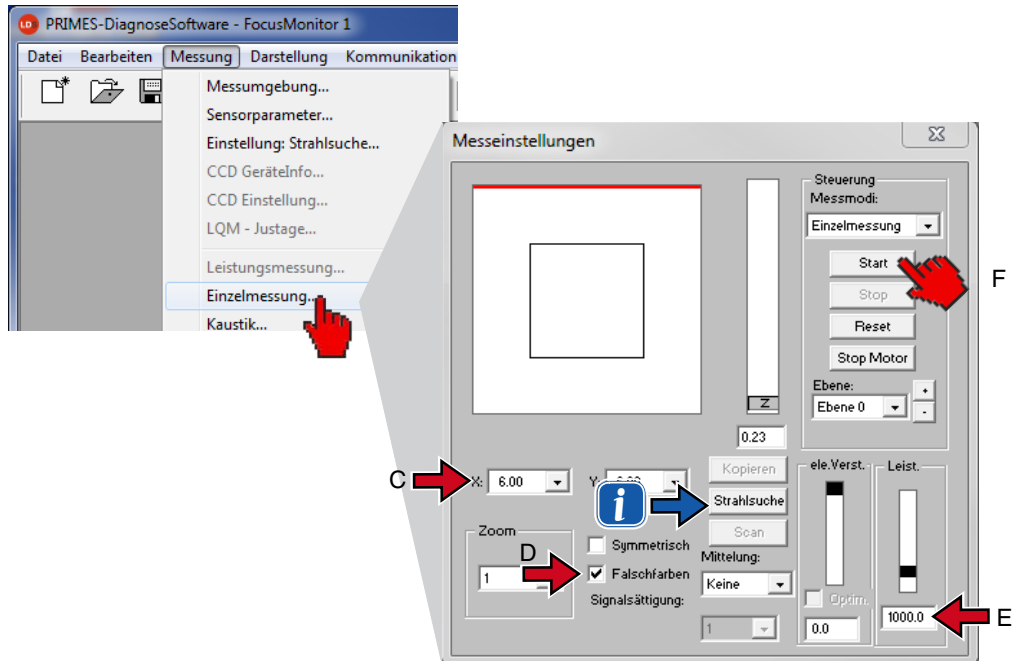 LD PRIMES-DiagnoseSoftware - FocusMonitor 1
Datei Bearbeiten Messung Darstellung Kommunikation
Messumgebung...
Sensorparameter...
Einstellung: Strahlsuche...
CCD GeräteInfo...
CCD Einstellung...
LQM - Justage...
Leistungsmessung...
Einzelmessung...
Kaustik...
Messeinstellungen
Steuerung
Messmodi:
Einzelmessung
Start
F
Stop
Reset
Stop Motor
Ebene:
+
Ebene 0
-
Z
0.23
C
X: 6.00
Y:
i
Kopieren
Strahlsuche
Scan
ele.Verst.
Leist.
Zoom
1
D
Symmetrisch
Falschfarben
Signalsättigung:
Mittelung:
Keine
1
Optim.
0.0
1000.0
E